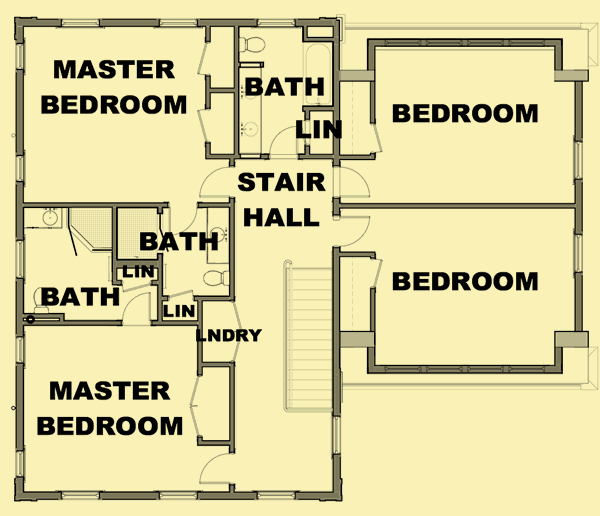 MASTER
BEDROOM
BATH
LIN
BEDROOM
STAIR
HALL
BATH
LIN
BATH
LIN
LNDRY
BEDROOM
MASTER
BEDROOM